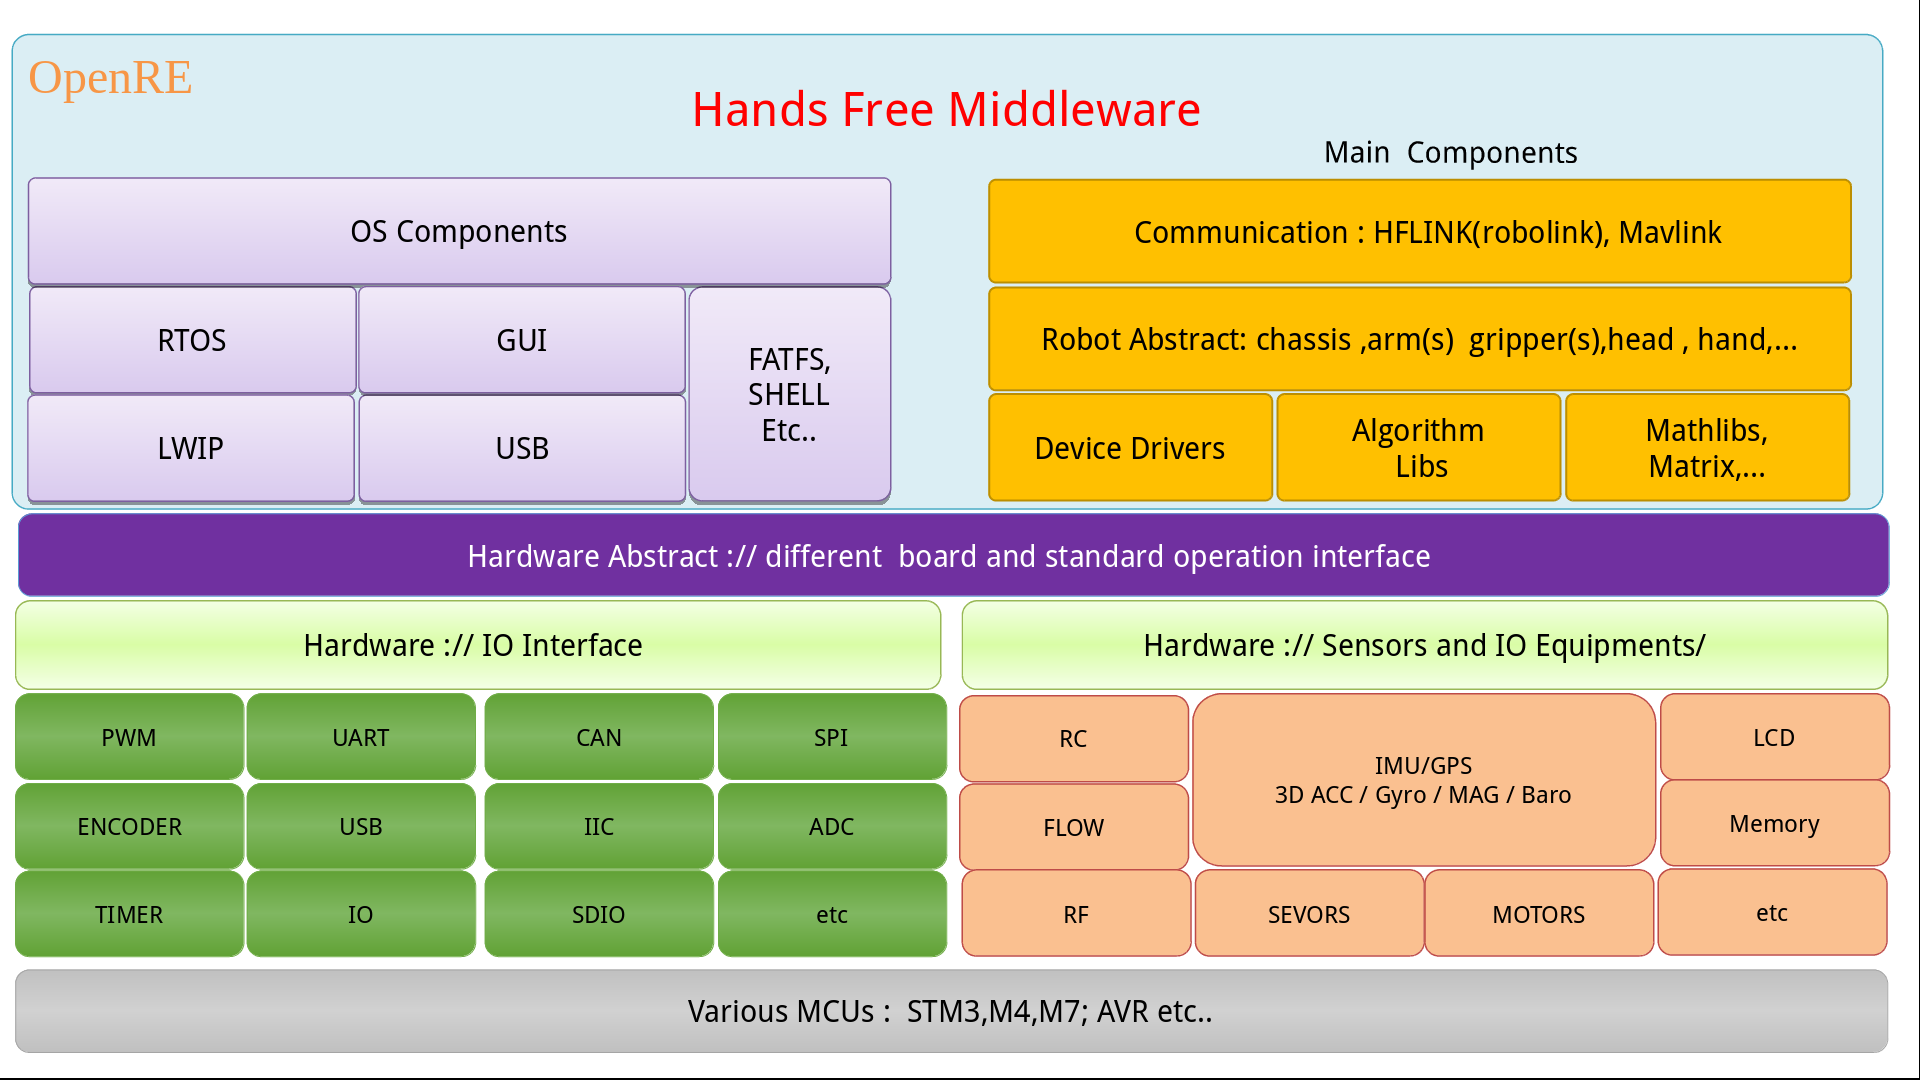 OpenRE
Hands Free Middleware
Main  Components
OS Components
Communication : HFLINK(robolink), Mavlink
RTOS
GUI
FATFS,
SHELL
Etc..
Robot Abstract: chassis ,arm(s)  gripper(s),head , hand,...
LWIP
USB
Device Drivers
Algorithm
Libs
Mathlibs,
Matrix,...
Hardware Abstract :// different  board and standard operation interface
Hardware :// IO Interface
Hardware :// Sensors and IO Equipments/
PWM
UART
CAN
SPI
ENCODER
USB
IIC
ADC
TIMER
IO
SDIO
etc
RC
IMU/GPS
3D ACC / Gyro / MAG / Baro
LCD
FLOW
Memory
RF
SEVORS
MOTORS
etc
Various MCUs :  STM3,M4,M7; AVR etc..